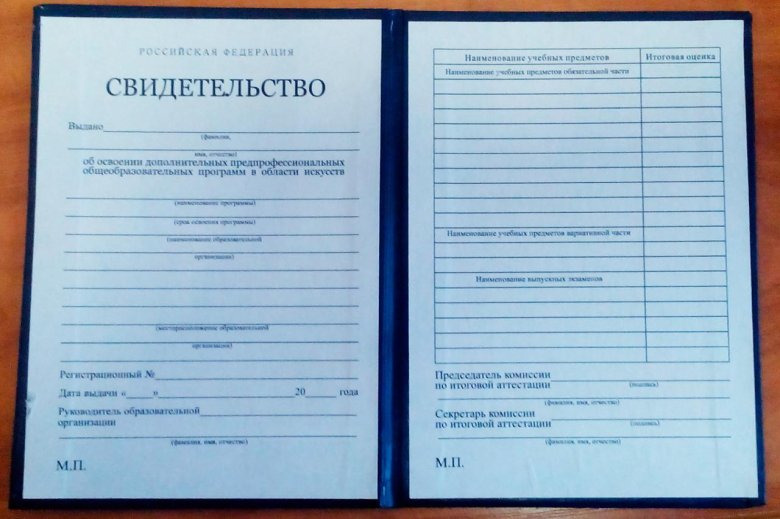 РОССИЙСКАЯ ФЕДЕРАЦИЯ
СВИДЕТЕЛЬСТВО
Выдано
(фамилия,
имя, отчество)
об освоении дополнительных предпрофессиональных
общеобразовательных программ в области искусств
(наименование программы)
(срок освоения программы)
(наименование образовательной
организации)
(месторасположение образовательной
организации)
Регистрационный №
Дата выдачи « » 20 года
Руководитель образовательной
организации
(фамилия, имя, отчество)
М.П.
Наименование учебных предметов Итоговая оценка
Наименование учебных предметов обязательной части
Наименование учебных предметов вариативной части
Наименование выпускных экзаменов
Председатель комиссии
по итоговой аттестации
(подпись)
(фамилия, имя, отчество)
Секретарь комиссии
по итоговой аттестации
(подпись)
(фамилия, имя, отчество)
М.П.